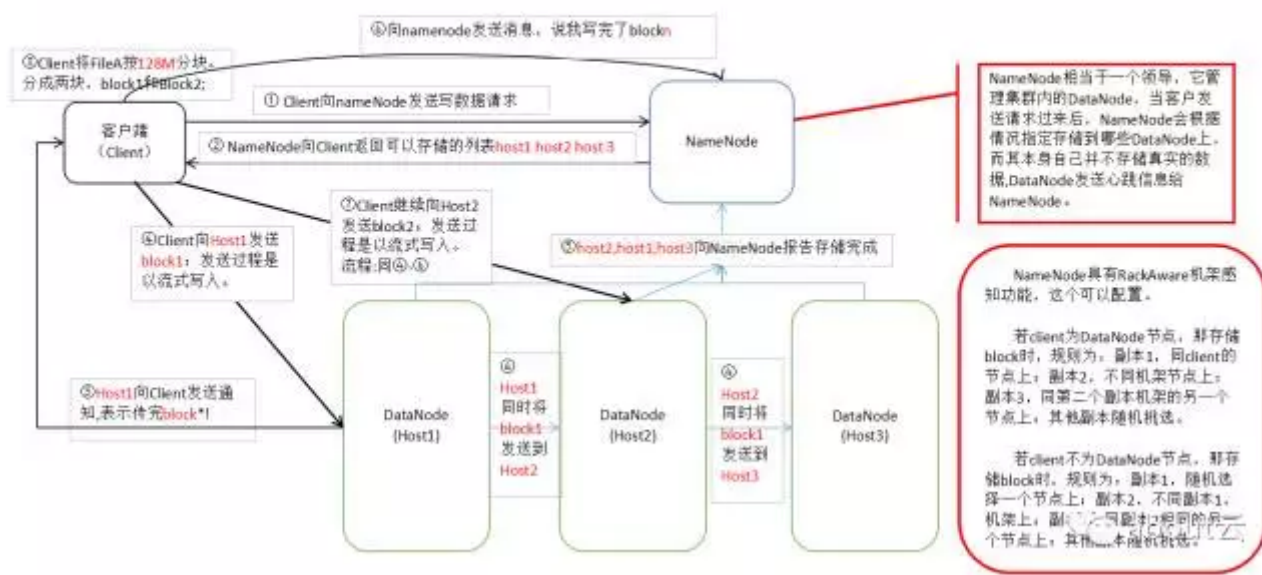 ⑥向namenode发送消息，说我写完了blockn
③Client将FileA按128M分块。
分成两块，block1和Block2;
① Client向nameNode发送写数据请求
客户端
（Client）
② NameNode向Client返回可以存储的列表host1 host2 host 3
NameNode
NameNode相当于一个领导，它管
理集群内的DataNode，当客户发
送请求过来后，NameNode会根据
情况指定存储到哪些DataNode上，
而其本身自己并不存储真实的数
据,DataNode发送心跳信息给
NameNode。
⑦Client继续向Host2
发送block2；发送过
程是以流式写入。
流程:同④-⑥
④Client向Host1发送
block1；发送过程是
以流式写入。
⑤host2,host1,host3向NameNode报告存储完成
⑤Host1向Client发送通
知,表示传完block*!
DataNode
(Host1)
④
Host1
同时将
block1
发送到
Host2
DataNode
(Host2)
④
Host2
同时将
block1
发送到
Host3
DataNode
(Host3)
NameNode具有RackAware机架感
知功能，这个可以配置。
若client为DataNode节点，那存储
block时，规则为：副本1，同client的
节点上；副本2，不同机架节点上；
副本3，同第二个副本机架的另一个
节点上；其他副本随机挑选。
若client不为DataNode节点，那存
储block时，规则为：副本1，随机选
择一个节点上；副本2，不同副本1，
机架上；副 同副本2相同的另一
个节点上；其他副本随机挑选。